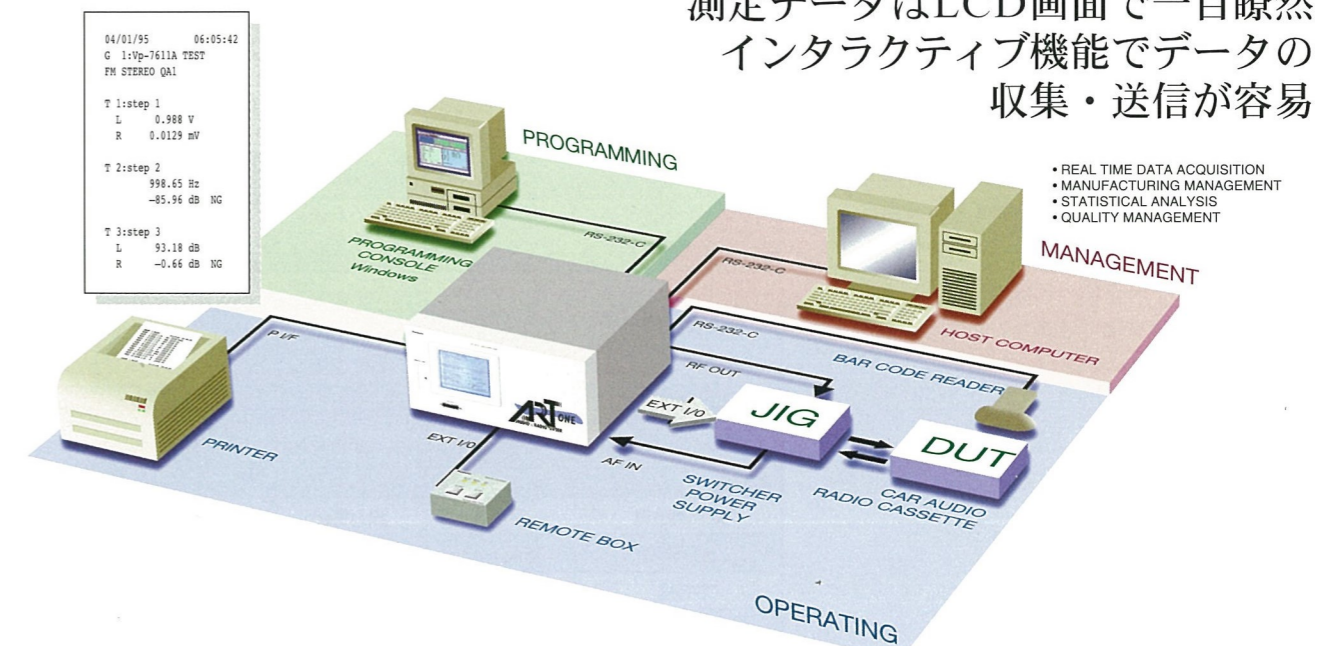 測定データはLCD画面で一目瞭然
インタラクティブ機能でデータの
収集・送信が容易
04/01/95 06:05:42
G 1:Vp-7611A TEST
FM STEREO QA1
T 1:step 1
L 0.988 V
R 0.0129 mV
T 2:step 2
998.65 Hz
−85.96 dB NG
T 3:step 3
L 93.18 dB
R −0.66 dB NG
• REAL TIME DATA ACQUISITION
• MANUFACTURING MANAGEMENT
• STATISTICAL ANALYSIS
• QUALITY MANAGEMENT
PROGRAMMING
RS-232-C
PROGRAMMING
CONSOLE
Windows
MANAGEMENT
RS-232-C
HOST COMPUTER
RS-232-C
BAR CODE READER
P I/F
PRINTER
ART ONE
RF OUT
EXT I/0
JIG
DUT
EXT I/0
AF IN
SWITCHER
POWER
SUPPLY
CAR AUDIO
RADIO CASSETTE
REMOTE BOX
OPERATING